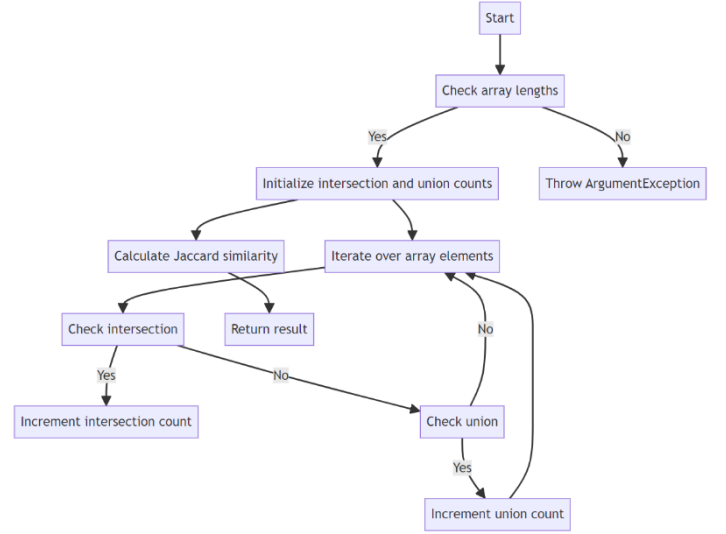 Start
Check array lengths
Yes
No
Initialize intersection and union counts
Throw ArgumentException
Calculate Jaccard similarity
Iterate over array elements
Check intersection
Return result
No
Yes
No
Increment intersection count
Check union
Yes
Increment union count